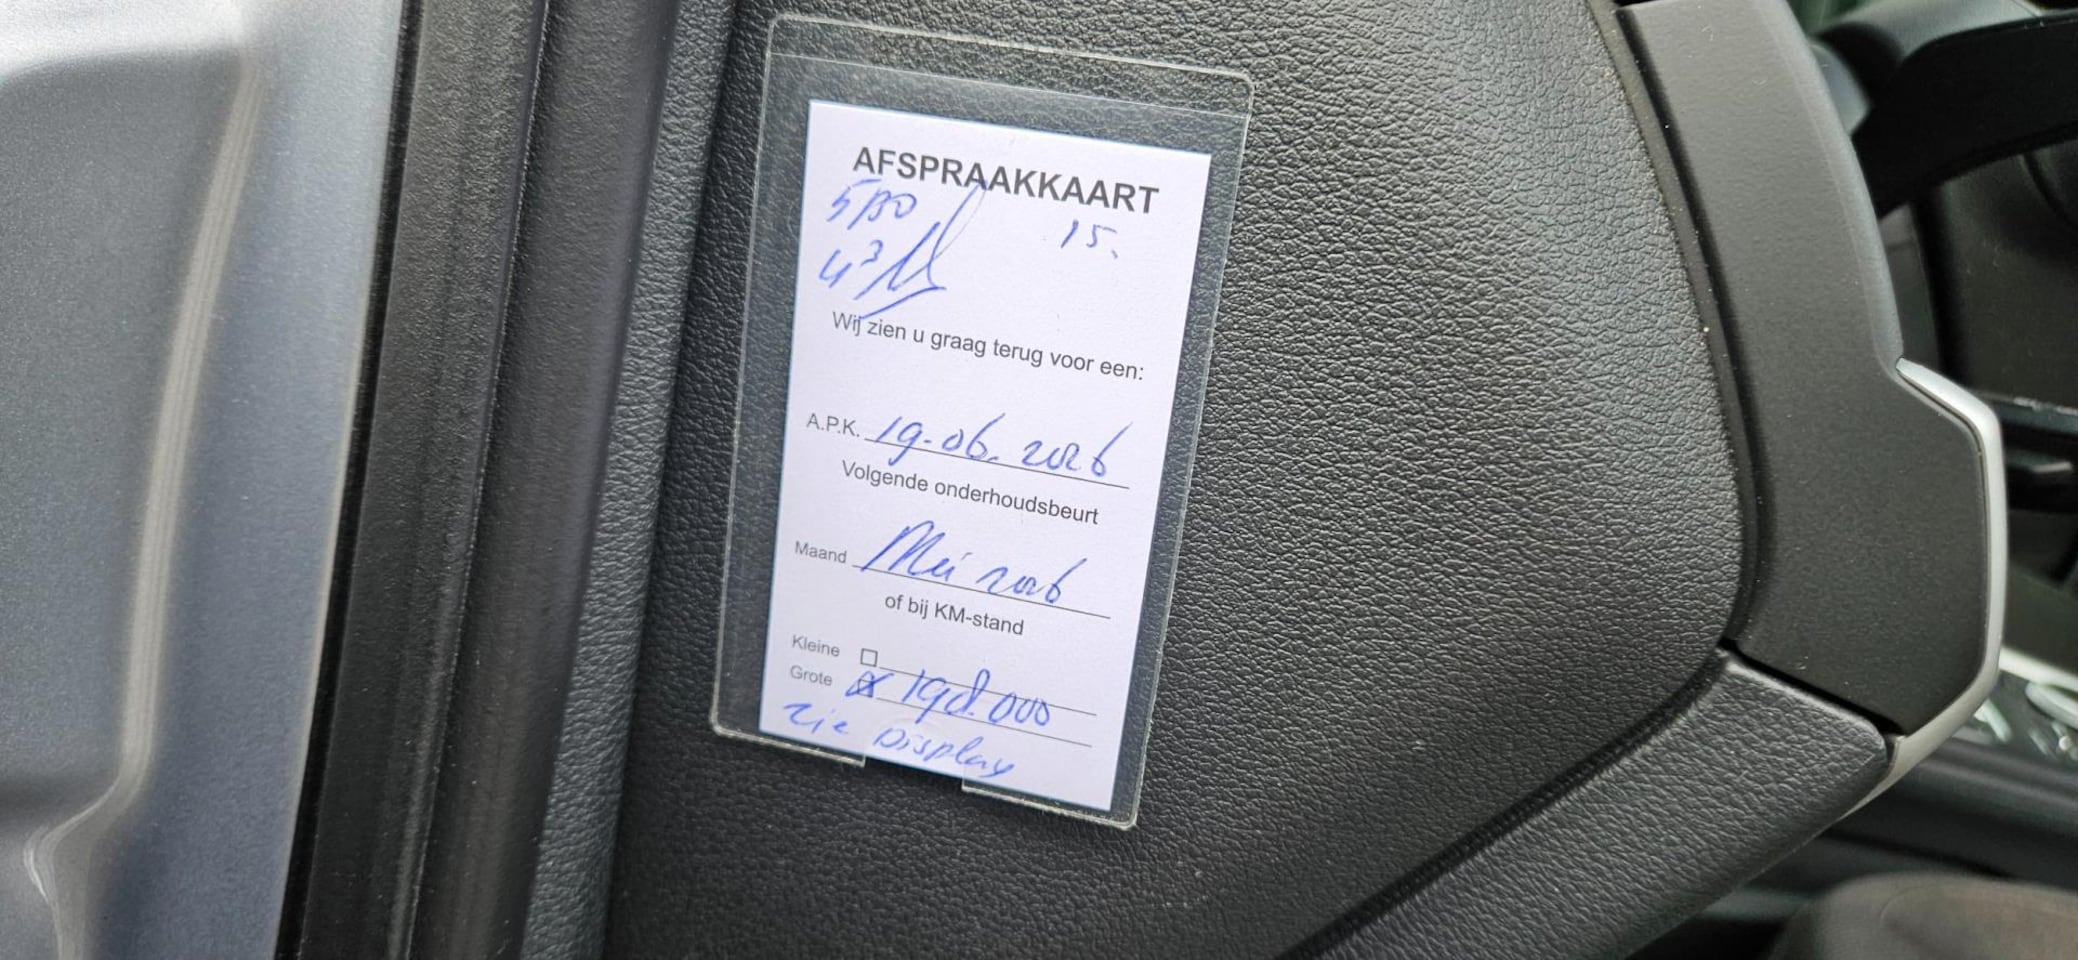 AFSPRAAKKAART
15.
Wij zien u graag terug voor een:
A.P.K. 19-06. 2026
Volgende onderhoudsbeurt
Maand Mei 2026
of bij KM-stand
Kleine
Grote x 198.000
zie Display